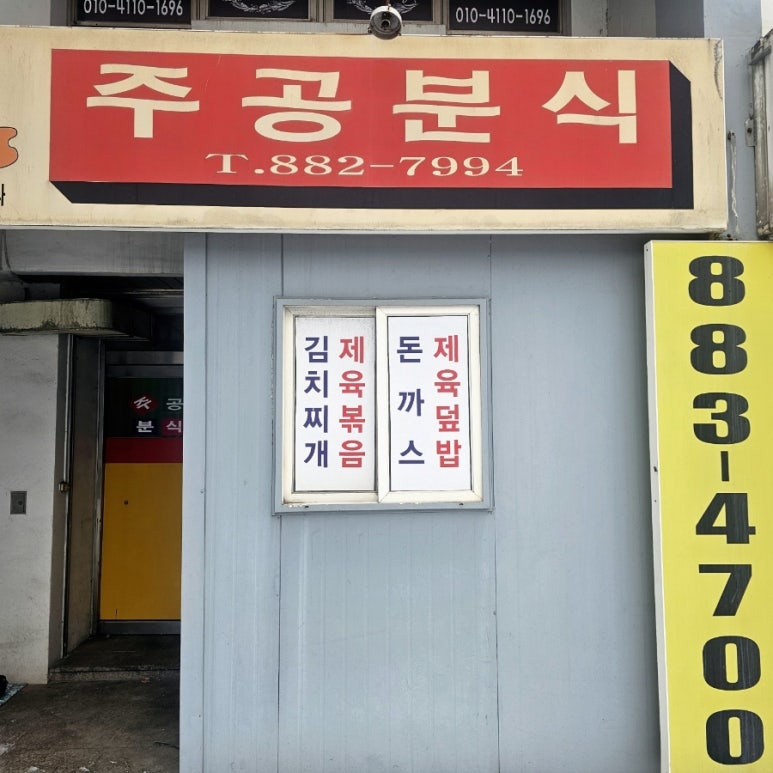 010-4110-1696
010-4110-1696
주공분식
T.882-7994
김치찌개
제육볶음
돈까스
제육덮밥
공
분식
883-4700